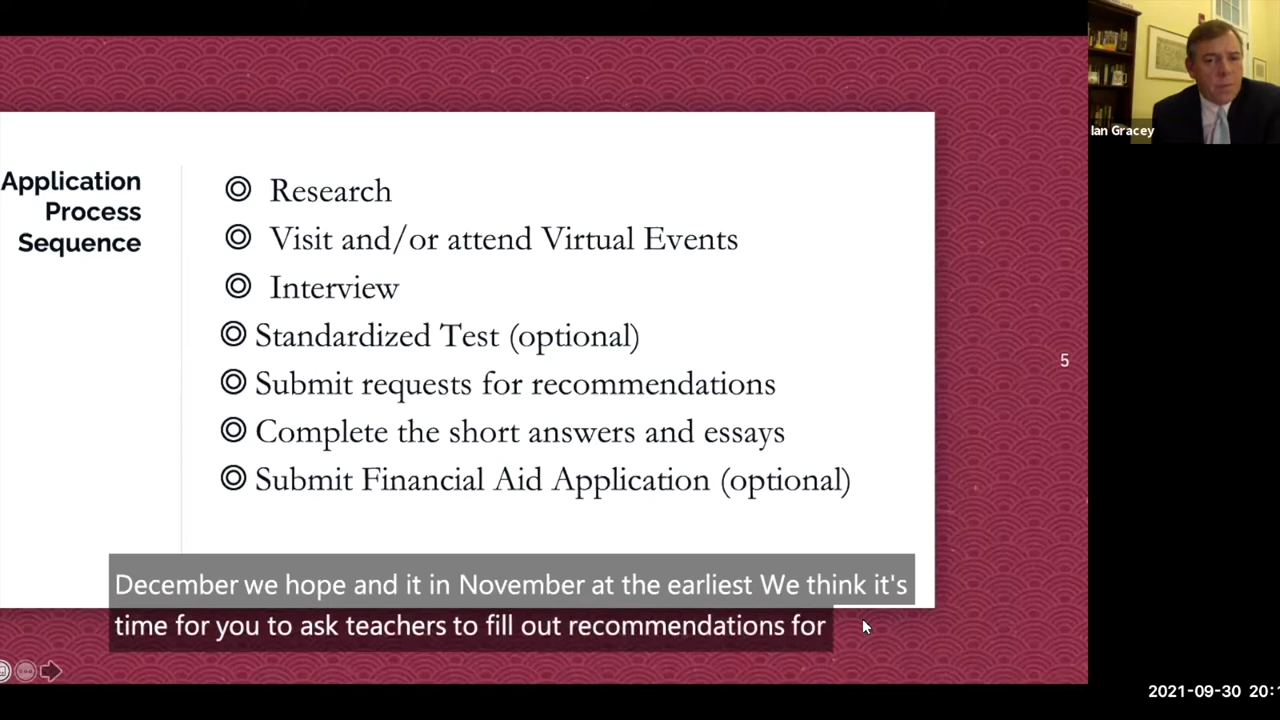 Application
Process
Sequence
Research
Visit and/or attend Virtual Events
Interview
Standardized Test (optional)
Submit requests for recommendations
Complete the short answers and essays
Submit Financial Aid Application (optional)
5
December we hope and it in November at the earliest We think it's
time for you to ask teachers to fill out recommendations for
Ian Gracey
2021-09-30 20:1